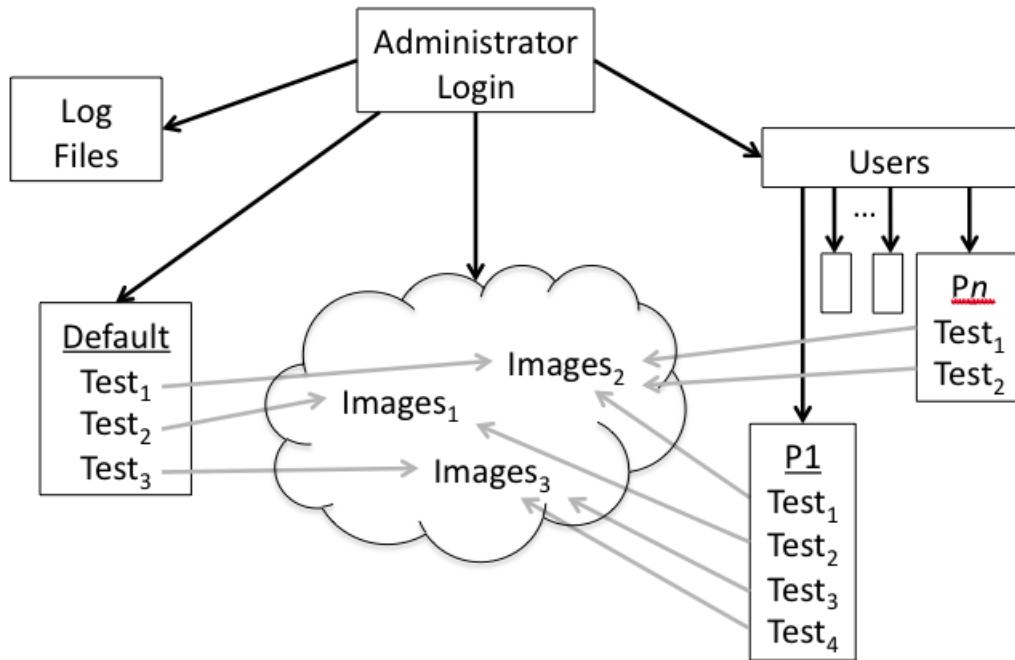 Administrator
Login
Log
Files
Users
...
Default
Test₁
Test₂
Test₃
Images₂
Images₁
Images₃
Pn
Test₁
Test₂
P1
Test₁
Test₂
Test₃
Test₄